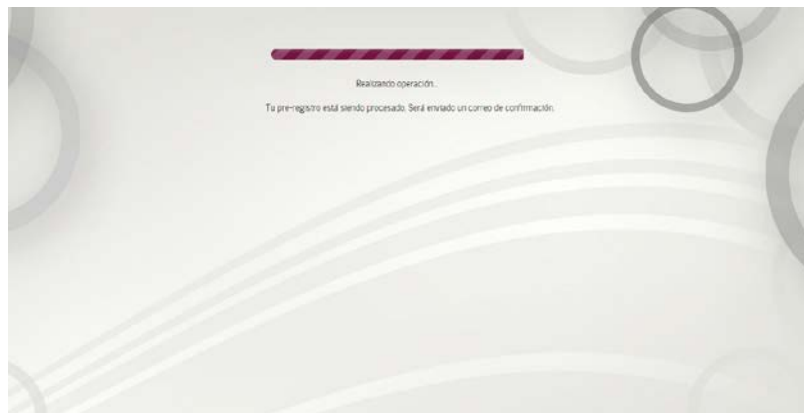 Realizando operación..
Tu pre-registro está siendo procesado. Será enviado un correo de confirmación.